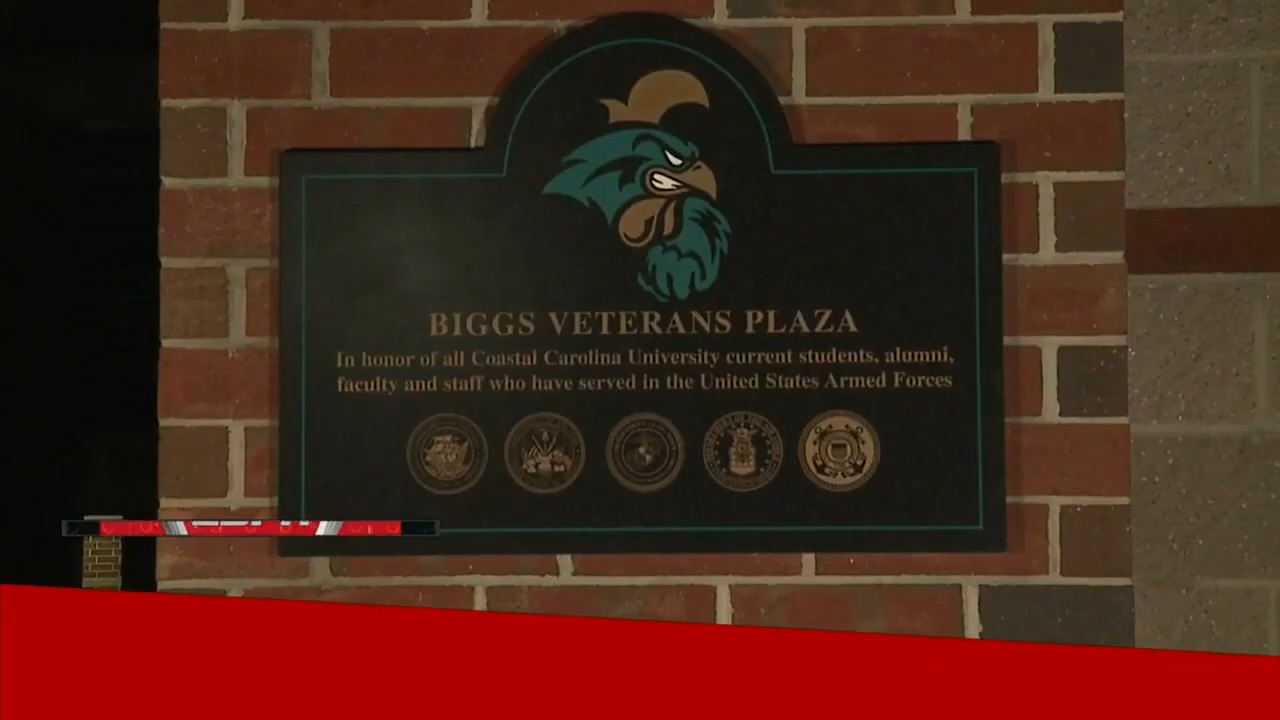 BIGGS VETERANS PLAZA
In honor of all Coastal Carolina University current students, alumni,
faculty and staff who have served in the United States Armed Forces